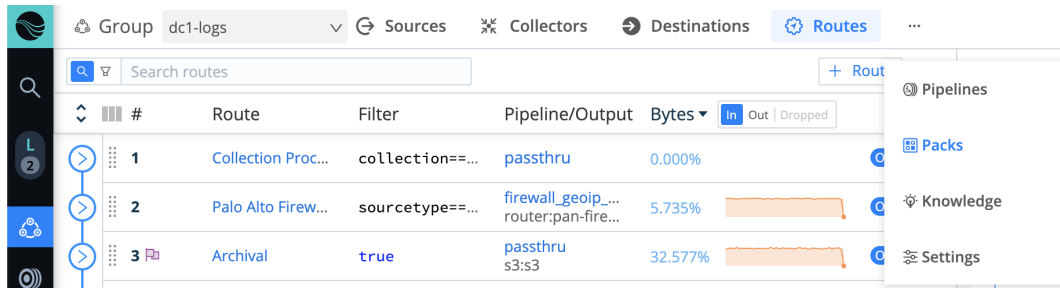 Group dc1-logs Sources Collectors Destinations Routes ...
Search routes + Rout
# Route Filter Pipeline/Output Bytes In Out Dropped
1 Collection Proc... collection==... passthru 0.000%
2 Palo Alto Firew... sourcetype==... firewall_geoip_... 5.735%
router:pan-fire...
3 Archival true passthru 32.577%
s3:s3
L
2
Pipelines
Packs
Knowledge
Settings